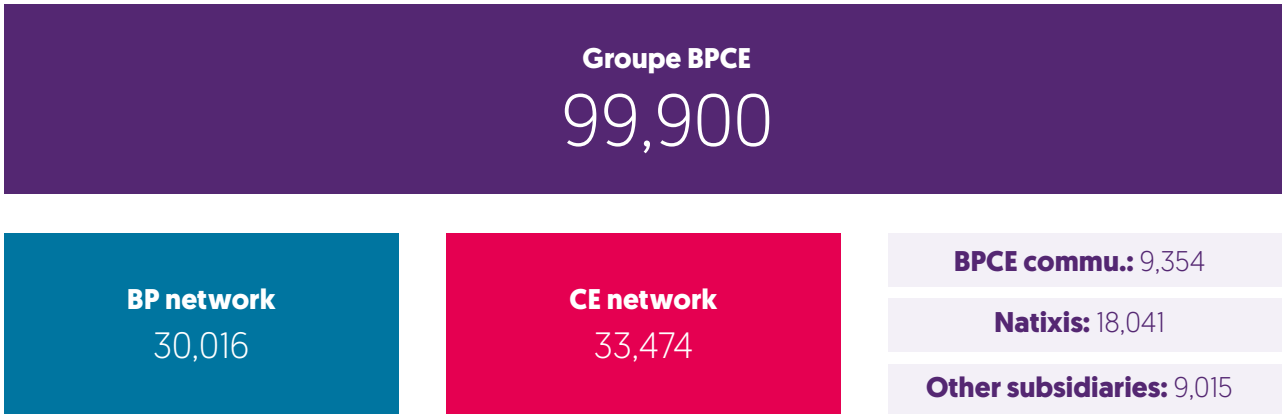 Groupe BPCE
99,900
BP network
30,016
CE network
33,474
BPCE commu.: 9,354
Natixis: 18,041
Other subsidiaries: 9,015